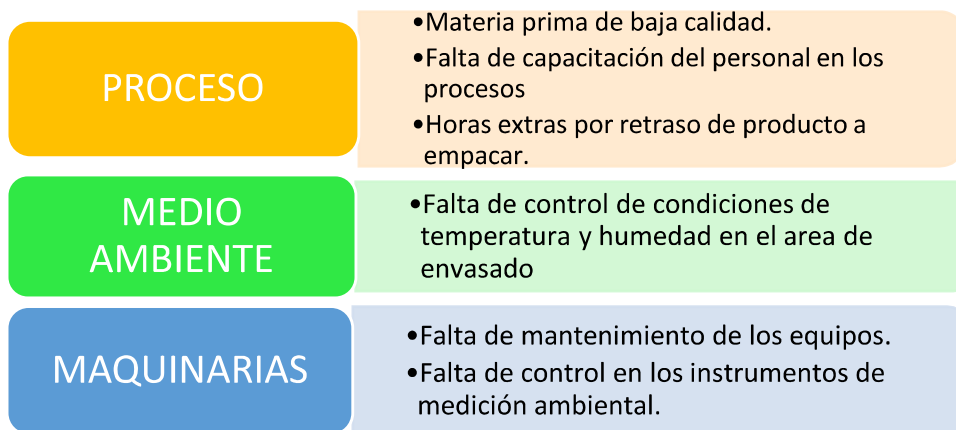 PROCESO
•Materia prima de baja calidad.
•Falta de capacitación del personal en los
procesos
•Horas extras por retraso de producto a
empacar.
MEDIO
AMBIENTE
•Falta de control de condiciones de
temperatura y humedad en el area de
envasado
MAQUINARIAS
•Falta de mantenimiento de los equipos.
•Falta de control en los instrumentos de
medición ambiental.